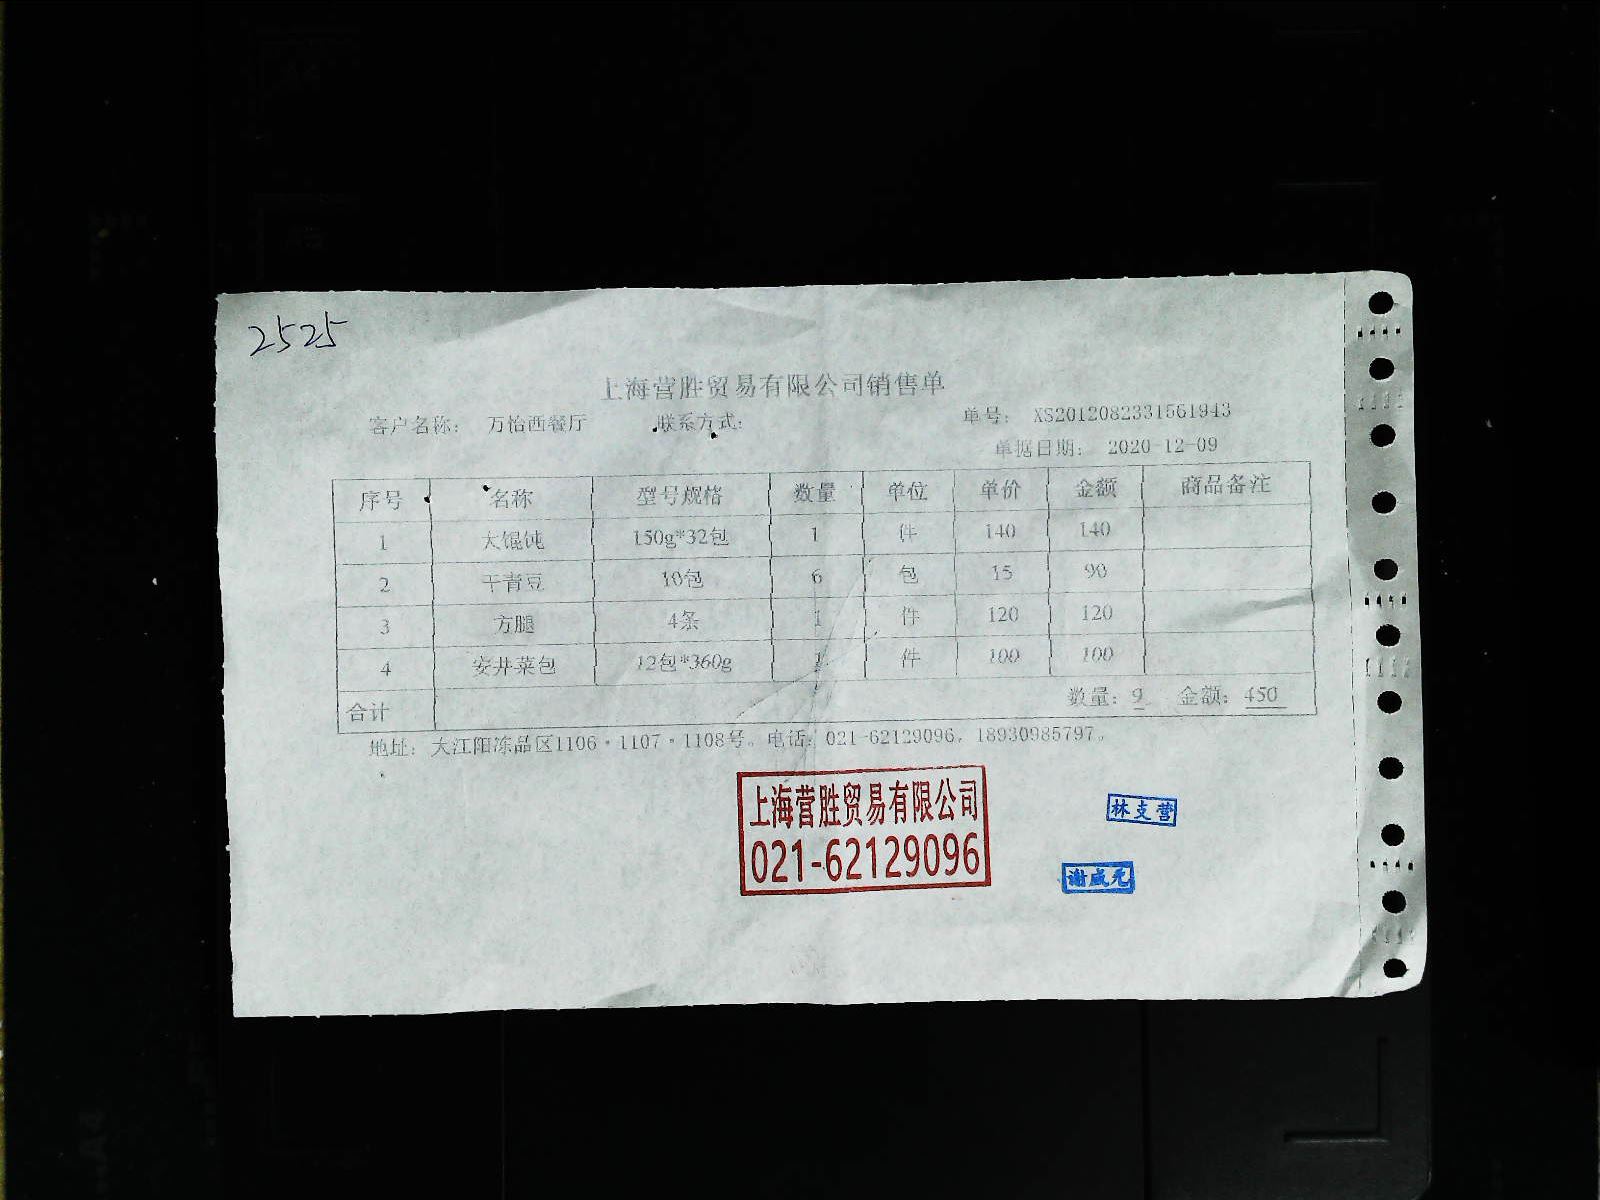 2525
上海营胜贸易有限公司销售单
客户名称： 万怡西餐厅 联系方式： 单号： XS2012082331561943
单据日期： 2020-12-09
序号 名称 型号规格 数量 单位 单价 金额 商品备注
1 大馄饨 150g*32包 1 件 140 140
2 干青豆 10包 6 包 15 90
3 方腿 4条 1 件 120 120
4 安井菜包 12包*360g 1 件 100 100
合计 数量：9 金额：450
地址： 大江阳冻品区1106·1107·1108号。电话：021-62129096，18930985797。
上海营胜贸易有限公司
021-62129096
林支营
谢咸元